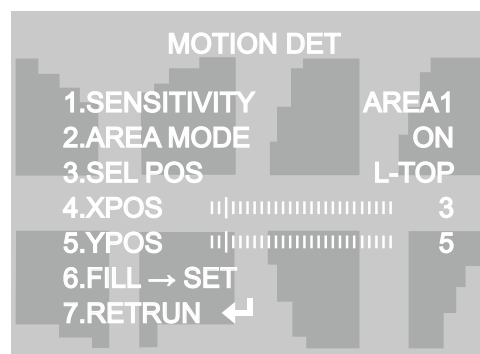 MOTION DET
1.SENSITIVITY AREA1
2.AREA MODE ON
3.SEL POS L-TOP
4.XPOS 3
5.YPOS 5
6.FILL → SET
7.RETRUN ↵